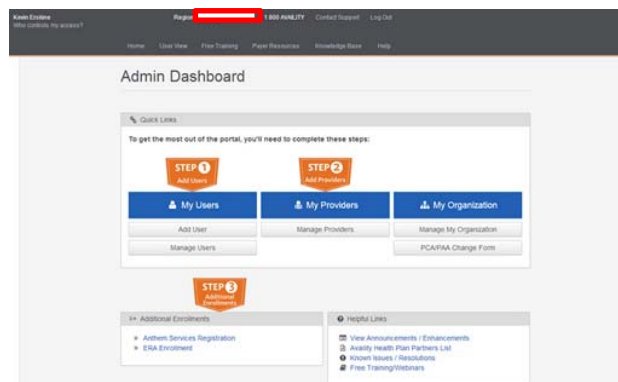 Kevin Erskine
Who controls my access?
Region
1 800 AVAILITY
Contact Support
Log Out
Home
User View
Free Training
Payer Resources
Knowledge Base
Help
Admin Dashboard
Quick Links
To get the most out of the portal, you'll need to complete these steps:
STEP 1
Add Users
STEP 2
Add Providers
My Users
My Providers
My Organization
Add User
Manage Providers
Manage My Organization
Manage Users
PCA/PAA Change Form
STEP 3
Additional
Enrollments
Additional Enrollments
Helpful Links
Anthem Services Registration
ERA Enrollment
View Announcements / Enhancements
Availity Health Plan Partners List
Known Issues / Resolutions
Free Training/Webinars